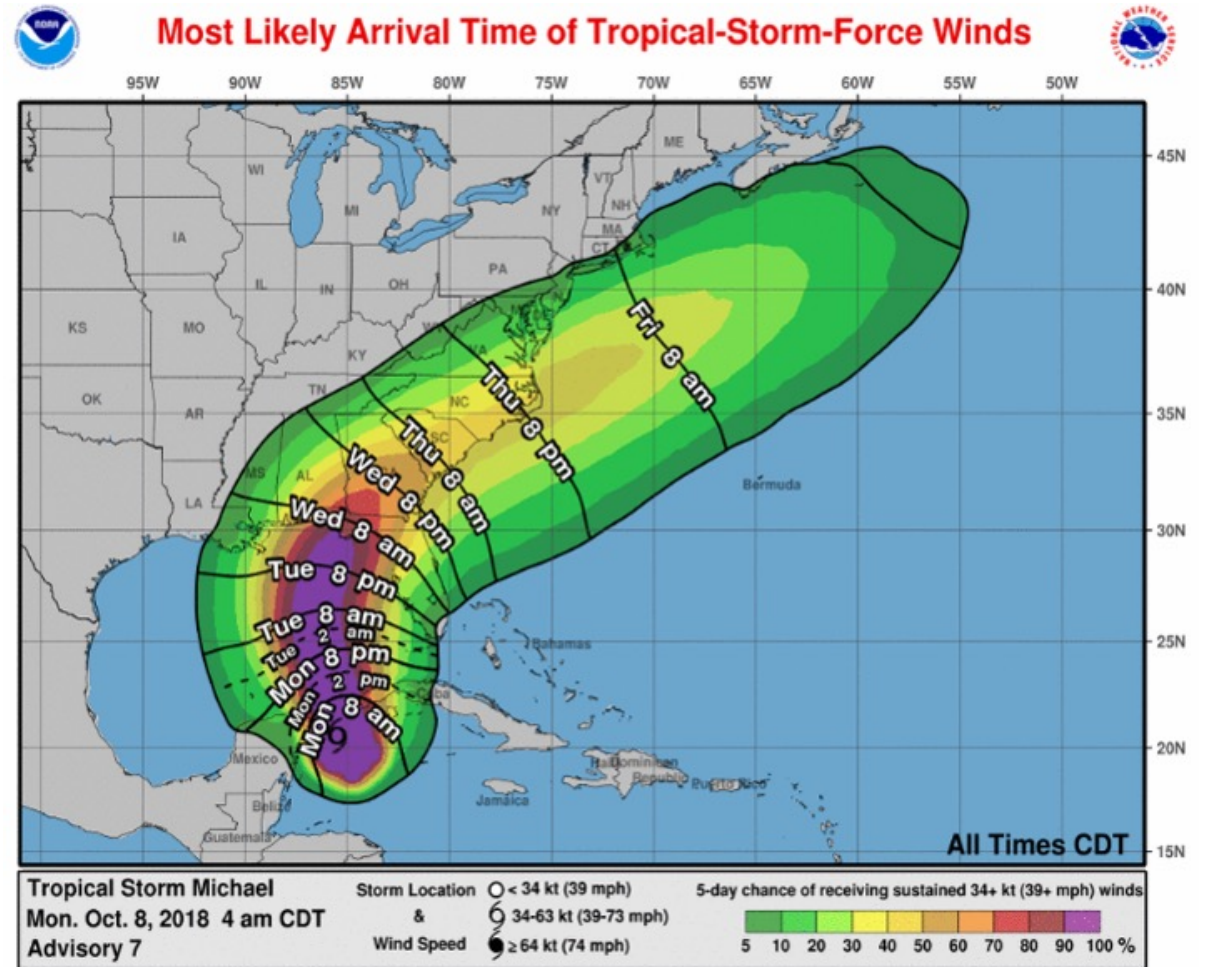 Most Likely Arrival Time of Tropical-Storm-Force Winds
NOAA
NATIONAL WEATHER SERVICE
95W 90W 85W 80W 75W 70W 65W 60W 55W 50W
45N
40N
35N
30N
25N
20N
15N
ME
WI
VT
NH
MI
NY
MA
CT
IA
PA
IL
IN
OH
KS
MO
KY
VA
OK
TN
NC
AR
SC
MS
AL
LA
Bermuda
Bahamas
Cuba
Mexico
Dominican
Republic
Puerto Rico
Jamaica
Belize
Guatemala
Fri 8 am
Thu 8 pm
Thu 8 am
Wed 8 pm
Wed 8 am
Tue 8 pm
Tue 8 am
Tue 2 am
Mon 8 pm
Mon 2 pm
Mon 8 am
All Times CDT
Tropical Storm Michael
Mon. Oct. 8, 2018 4 am CDT
Advisory 7
Storm Location
&
Wind Speed
< 34 kt (39 mph)
34-63 kt (39-73 mph)
≥ 64 kt (74 mph)
5-day chance of receiving sustained 34+ kt (39+ mph) winds
5 10 20 30 40 50 60 70 80 90 100 %